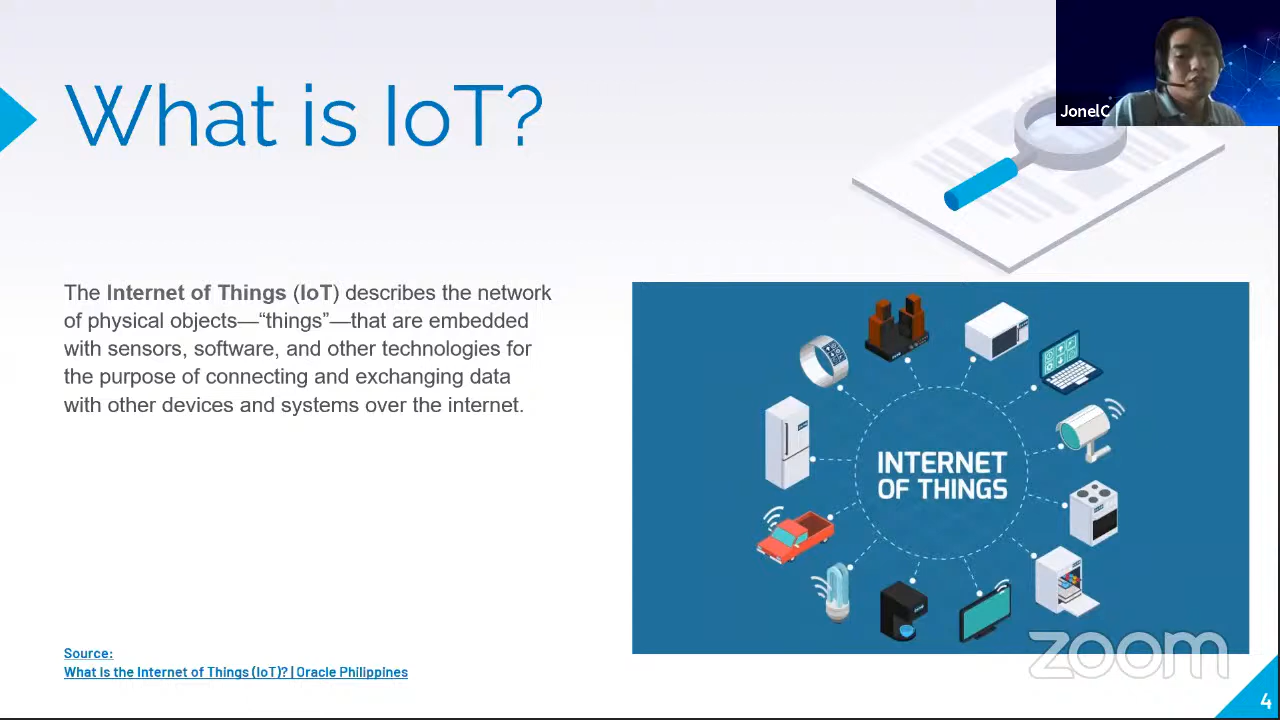 What is IoT?
JonelC
The Internet of Things (IoT) describes the network
of physical objects—“things”—that are embedded
with sensors, software, and other technologies for
the purpose of connecting and exchanging data
with other devices and systems over the internet.
INTERNET
OF THINGS
Source:
What is the Internet of Things (IoT)? | Oracle Philippines
zoom
4